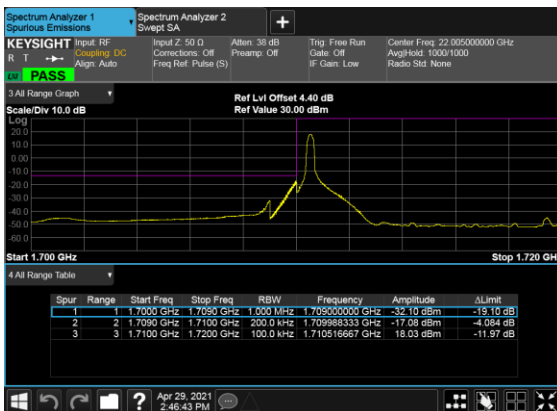 Spectrum Analyzer 1
Spurious Emissions
Spectrum Analyzer 2
Swept SA
KEYSIGHT
R T
LXI
PASS
Input: RF
Coupling: DC
Align: Auto
Input Z: 50 Ω
Corrections: Off
Freq Ref: Pulse (S)
Atten: 38 dB
Preamp: Off
Trig: Free Run
Gate: Off
IF Gain: Low
Center Freq: 22.005000000 GHz
Avg|Hold: 1000/1000
Radio Std: None
3 All Range Graph
Scale/Div 10.0 dB
Ref Lvl Offset 4.40 dB
Ref Value 30.00 dBm
Log
20.0
10.0
0.00
-10.0
-20.0
-30.0
-40.0
-50.0
-60.0
Start 1.700 GHz
Stop 1.720 GH
4 All Range Table
Spur Range Start Freq Stop Freq RBW Frequency Amplitude ΔLimit
1 1 1.7000 GHz 1.7090 GHz 1.000 MHz 1.709000000 GHz -32.10 dBm -19.10 dB
2 2 1.7090 GHz 1.7100 GHz 200.0 kHz 1.709988333 GHz -17.08 dBm -4.084 dB
3 3 1.7100 GHz 1.7200 GHz 100.0 kHz 1.710516667 GHz 18.03 dBm -11.97 dB
?
Apr 29, 2021
2:46:43 PM